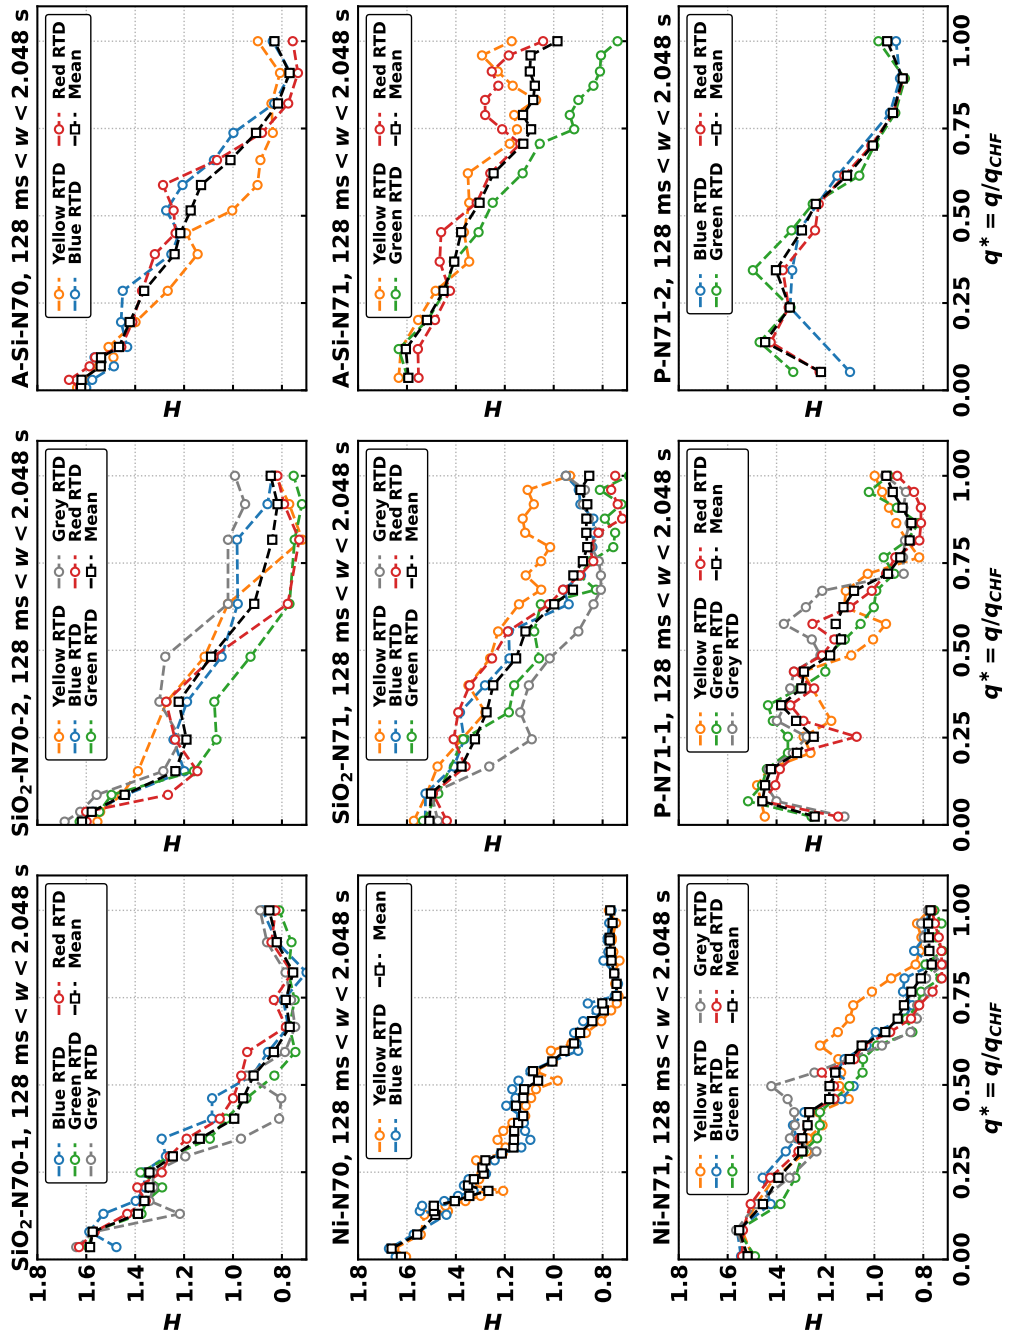 SiO₂-N70-1, 128 ms < w < 2.048 s
H
1.8
1.6
1.4
1.2
1.0
0.8
Blue RTD
Green RTD
Grey RTD
Red RTD
Mean
SiO₂-N70-2, 128 ms < w < 2.048 s
H
Yellow RTD
Blue RTD
Green RTD
Grey RTD
Red RTD
Mean
A-Si-N70, 128 ms < w < 2.048 s
H
Yellow RTD
Blue RTD
Red RTD
Mean
Ni-N70, 128 ms < w < 2.048 s
H
1.8
1.6
1.4
1.2
1.0
0.8
Yellow RTD
Blue RTD
Mean
SiO₂-N71, 128 ms < w < 2.048 s
H
Yellow RTD
Blue RTD
Green RTD
Grey RTD
Red RTD
Mean
A-Si-N71, 128 ms < w < 2.048 s
H
Yellow RTD
Green RTD
Red RTD
Mean
Ni-N71, 128 ms < w < 2.048 s
H
1.8
1.6
1.4
1.2
1.0
0.8
Yellow RTD
Blue RTD
Green RTD
Grey RTD
Red RTD
Mean
0.00 0.25 0.50 0.75 1.00
q* = q/q_CHF
P-N71-1, 128 ms < w < 2.048 s
H
Yellow RTD
Green RTD
Grey RTD
Red RTD
Mean
0.00 0.25 0.50 0.75 1.00
q* = q/q_CHF
P-N71-2, 128 ms < w < 2.048 s
H
Blue RTD
Green RTD
Red RTD
Mean
0.00 0.25 0.50 0.75 1.00
q* = q/q_CHF